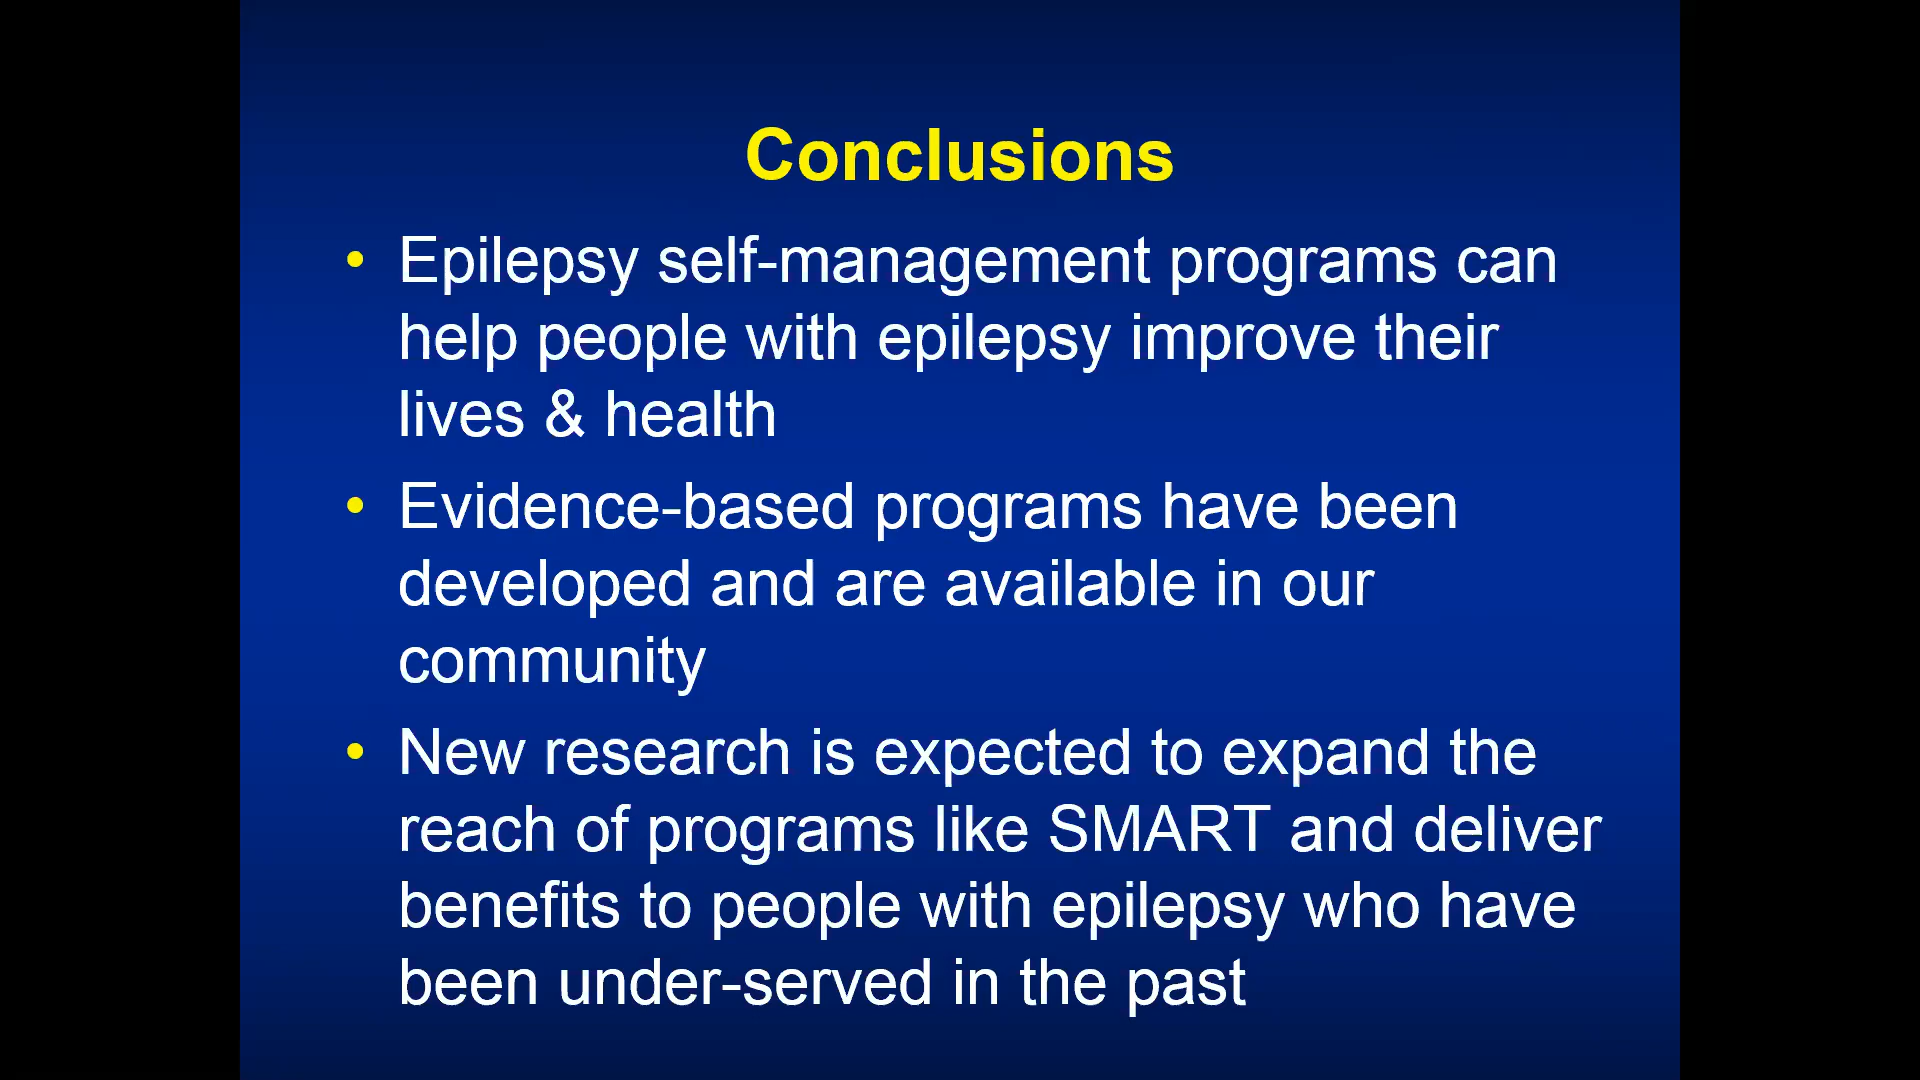 Conclusions
• Epilepsy self-management programs can
help people with epilepsy improve their
lives & health
• Evidence-based programs have been
developed and are available in our
community
• New research is expected to expand the
reach of programs like SMART and deliver
benefits to people with epilepsy who have
been under-served in the past